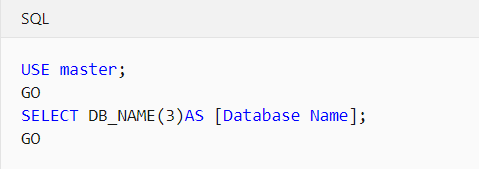 SQL
USE master;
GO
SELECT DB_NAME(3)AS [Database Name];
GO